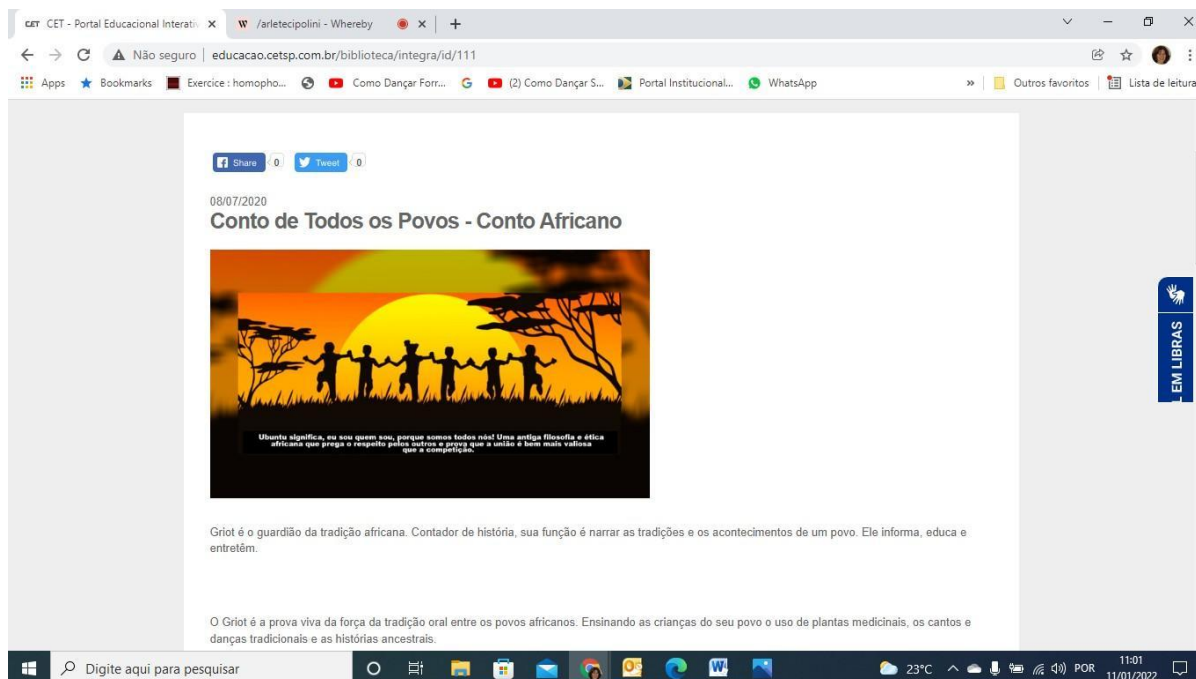 CET CET - Portal Educacional Interativ
W /arletecipolini - Whereby
Não seguro educacao.cetsp.com.br/biblioteca/integra/id/111
Apps Bookmarks Exercice : homopho... Como Dançar Forr... G (2) Como Dançar S... Portal Institucional... WhatsApp » Outros favoritos Lista de leitura
f Share 0 Tweet 0
08/07/2020
Conto de Todos os Povos - Conto Africano
Ubuntu significa, eu sou quem sou, porque somos todos nós! Uma antiga filosofia e ética
africana que prega o respeito pelos outros e prova que a união é bem mais valiosa
que a competição.
EM LIBRAS
Griot é o guardião da tradição africana. Contador de história, sua função é narrar as tradições e os acontecimentos de um povo. Ele informa, educa e
entretêm.
O Griot é a prova viva da força da tradição oral entre os povos africanos. Ensinando as crianças do seu povo o uso de plantas medicinais, os cantos e
danças tradicionais e as histórias ancestrais.
Digite aqui para pesquisar
23°C POR 11:01
11/01/2022